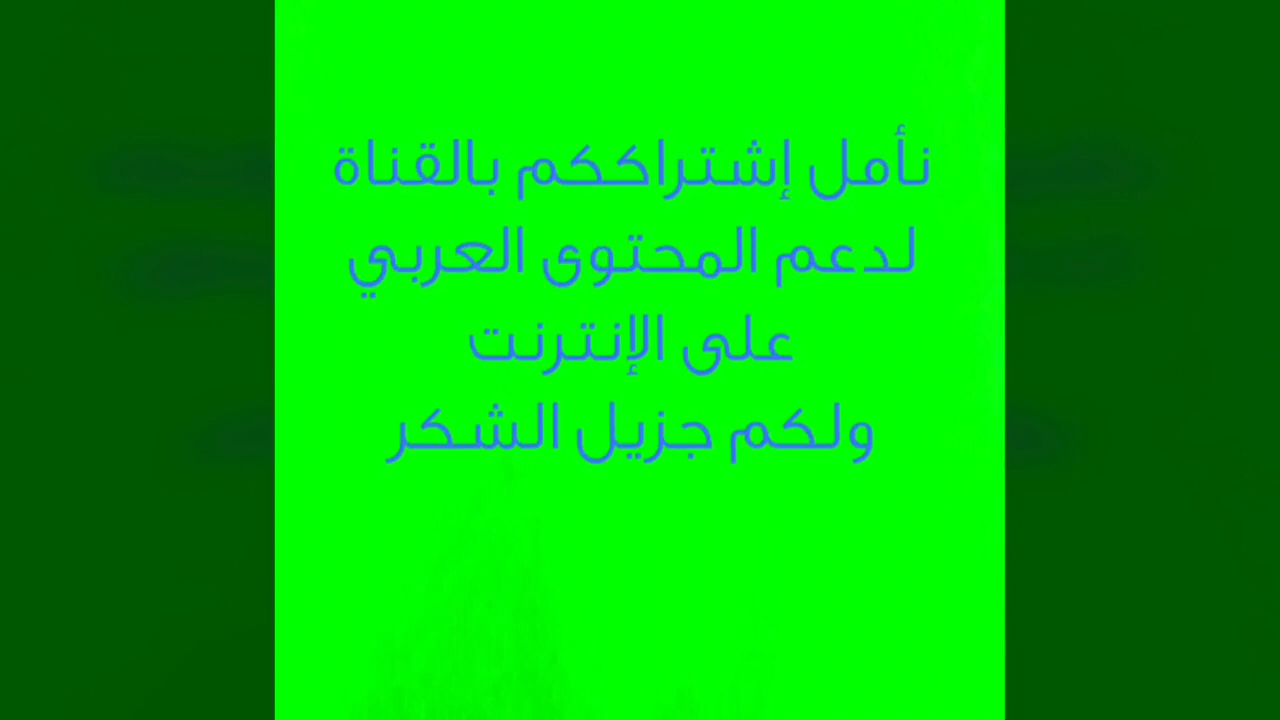 نأمل إشتراككم بالقناة
لدعم المحتوى العربي
على الإنترنت
ولكم جزيل الشكر